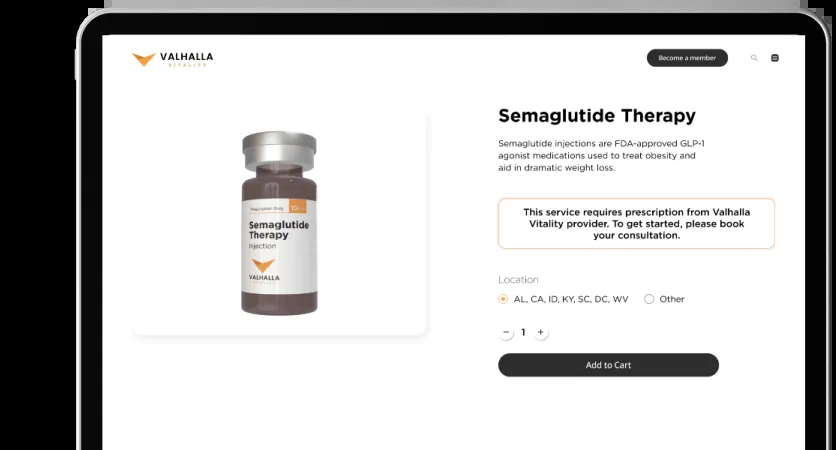 VALHALLA
VITALITY
Become a member
Semaglutide Therapy
Semaglutide injections are FDA-approved GLP-1
agonist medications used to treat obesity and
aid in dramatic weight loss.
This service requires prescription from Valhalla
Vitality provider. To get started, please book
your consultation.
Location
AL, CA, ID, KY, SC, DC, WV
Other
− 1 +
Add to Cart
Prescription Only
Semaglutide
Therapy
Injection
VALHALLA